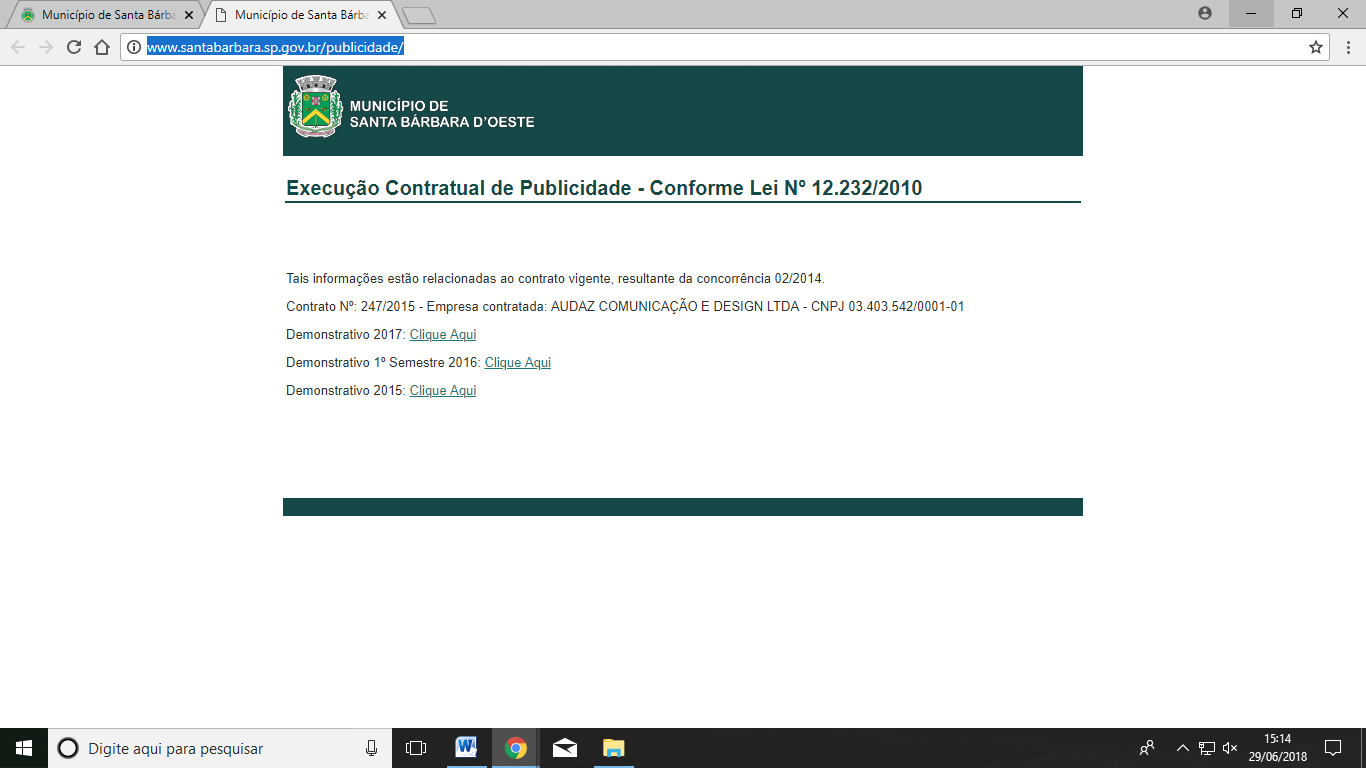 Município de Santa Bárba
Município de Santa Bárba
www.santabarbara.sp.gov.br/publicidade/
MUNICÍPIO DE
SANTA BÁRBARA D'OESTE
Execução Contratual de Publicidade - Conforme Lei Nº 12.232/2010
Tais informações estão relacionadas ao contrato vigente, resultante da concorrência 02/2014.
Contrato Nº: 247/2015 - Empresa contratada: AUDAZ COMUNICAÇÃO E DESIGN LTDA - CNPJ 03.403.542/0001-01
Demonstrativo 2017: Clique Aqui
Demonstrativo 1º Semestre 2016: Clique Aqui
Demonstrativo 2015: Clique Aqui
Digite aqui para pesquisar
15:14
29/06/2018